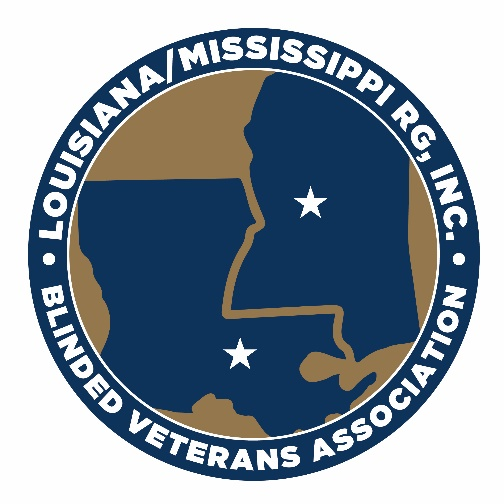 LOUISIANA/MISSISSIPPI RG, INC.
BLINDED VETERANS ASSOCIATION